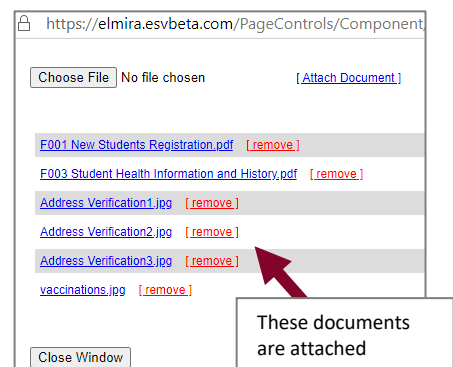 https://elmira.esvbeta.com/PageControls/Component/
Choose File No file chosen [ Attach Document ]
F001 New Students Registration.pdf [ remove ]
F003 Student Health Information and History.pdf [ remove ]
Address Verification1.jpg [ remove ]
Address Verification2.jpg [ remove ]
Address Verification3.jpg [ remove ]
vaccinations.jpg [ remove ]
These documents
are attached
Close Window